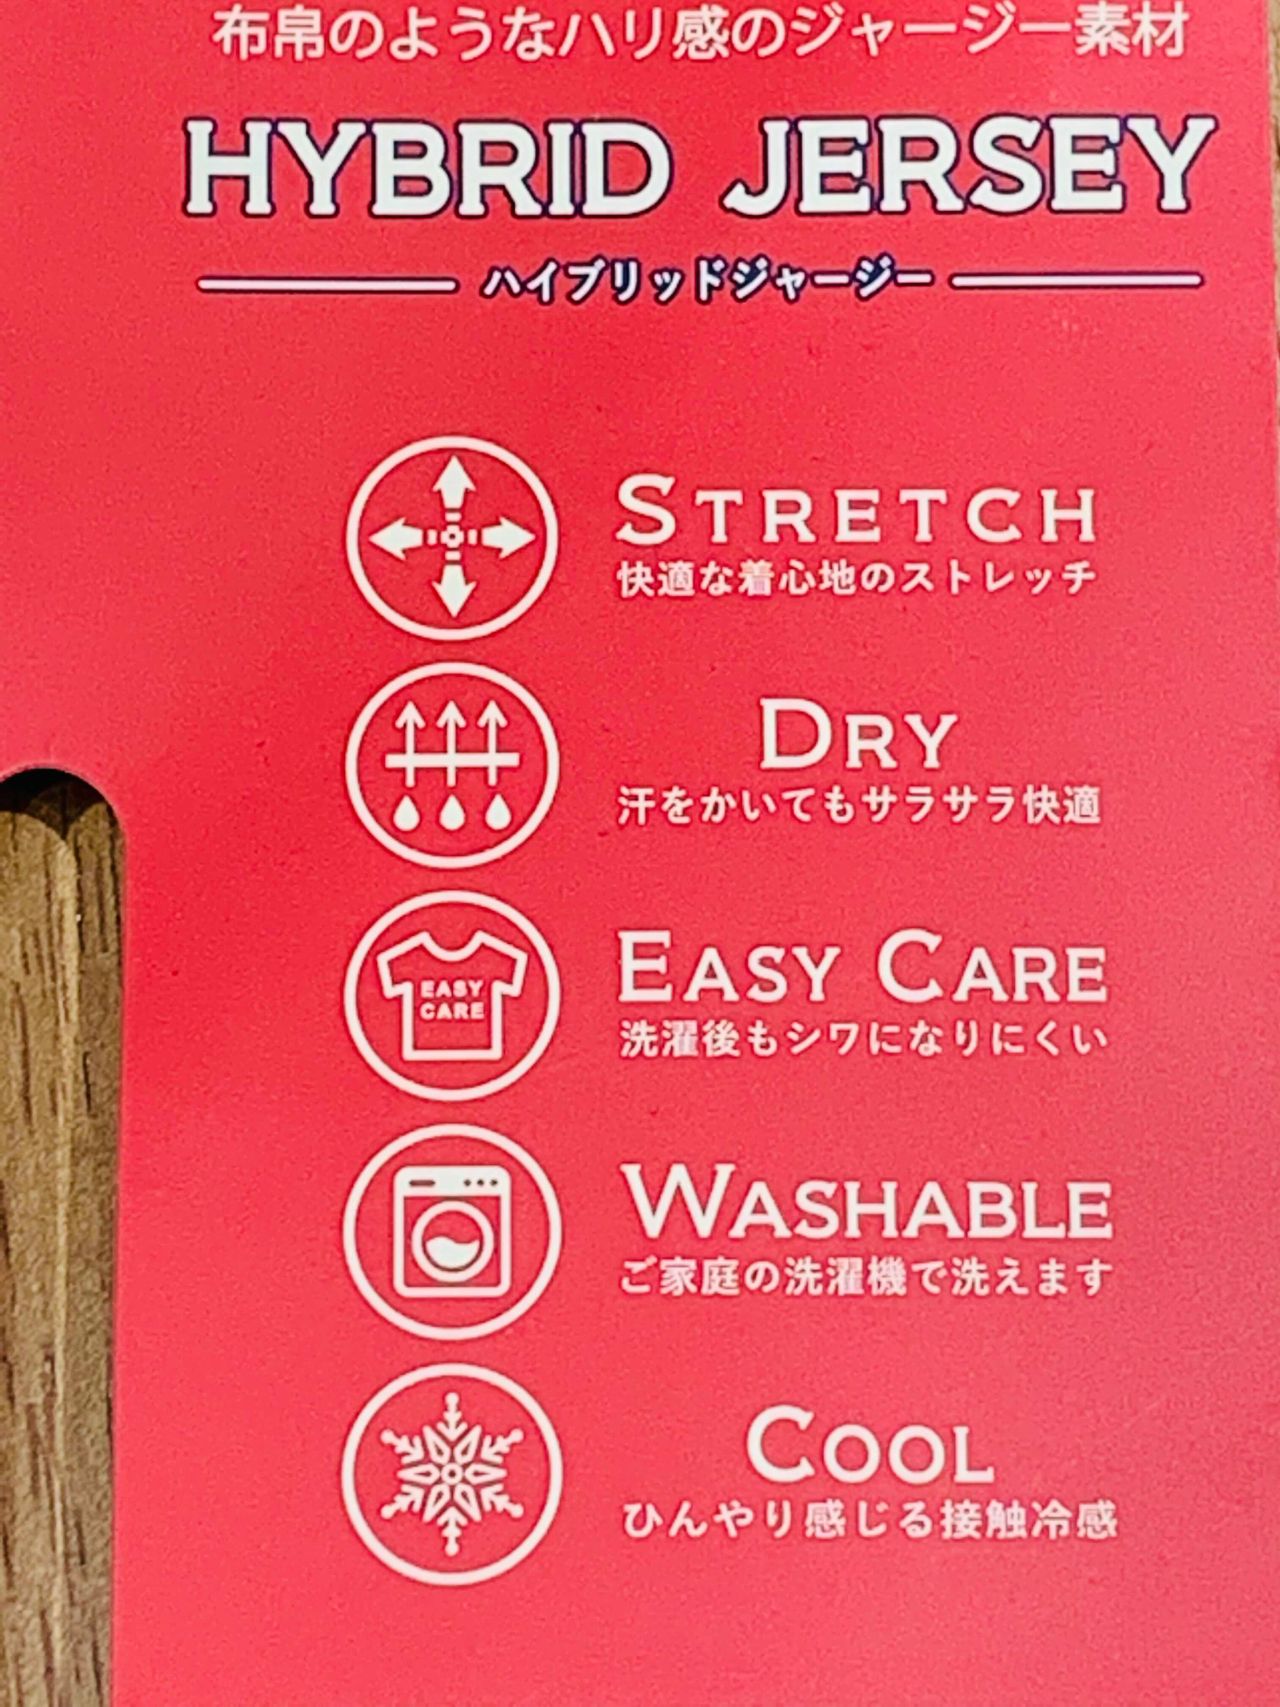 布帛のようなハリ感のジャージー素材
HYBRID JERSEY
ハイブリッドジャージー
STRETCH
快適な着心地のストレッチ
DRY
汗をかいてもサラサラ快適
EASY
CARE
EASY CARE
洗濯後もシワになりにくい
WASHABLE
ご家庭の洗濯機で洗えます
COOL
ひんやり感じる接触冷感